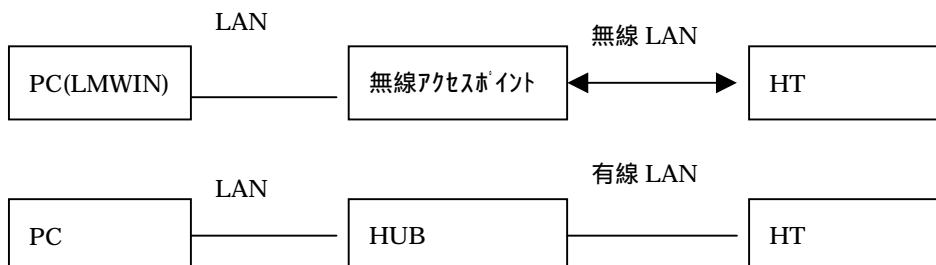 LAN
無線 LAN
PC(LMWIN)
無線ｱｸｾｽﾎﾟｲﾝﾄ
HT
LAN
有線 LAN
PC
HUB
HT